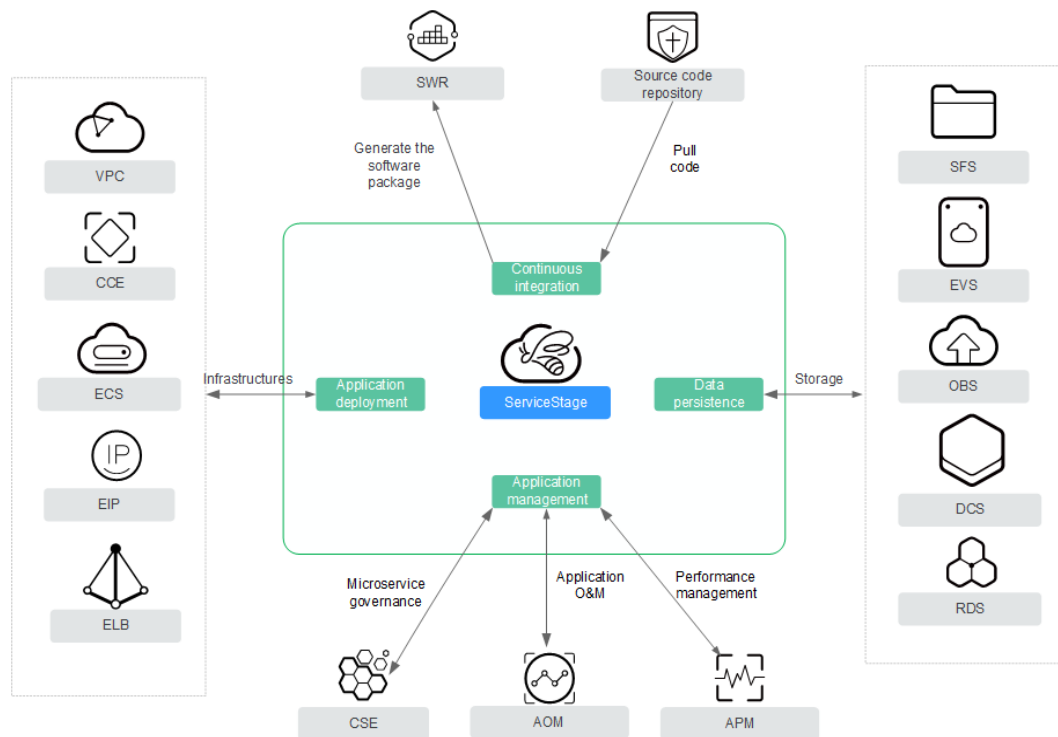 SWR
Source code
repository
Generate the
software
package
Pull
code
VPC
CCE
ECS
EIP
IP
ELB
Infrastructures
Continuous
integration
Application
deployment
ServiceStage
Data
persistence
Application
management
Storage
SFS
EVS
OBS
DCS
RDS
Microservice
governance
Application
O&M
Performance
management
CSE
AOM
APM